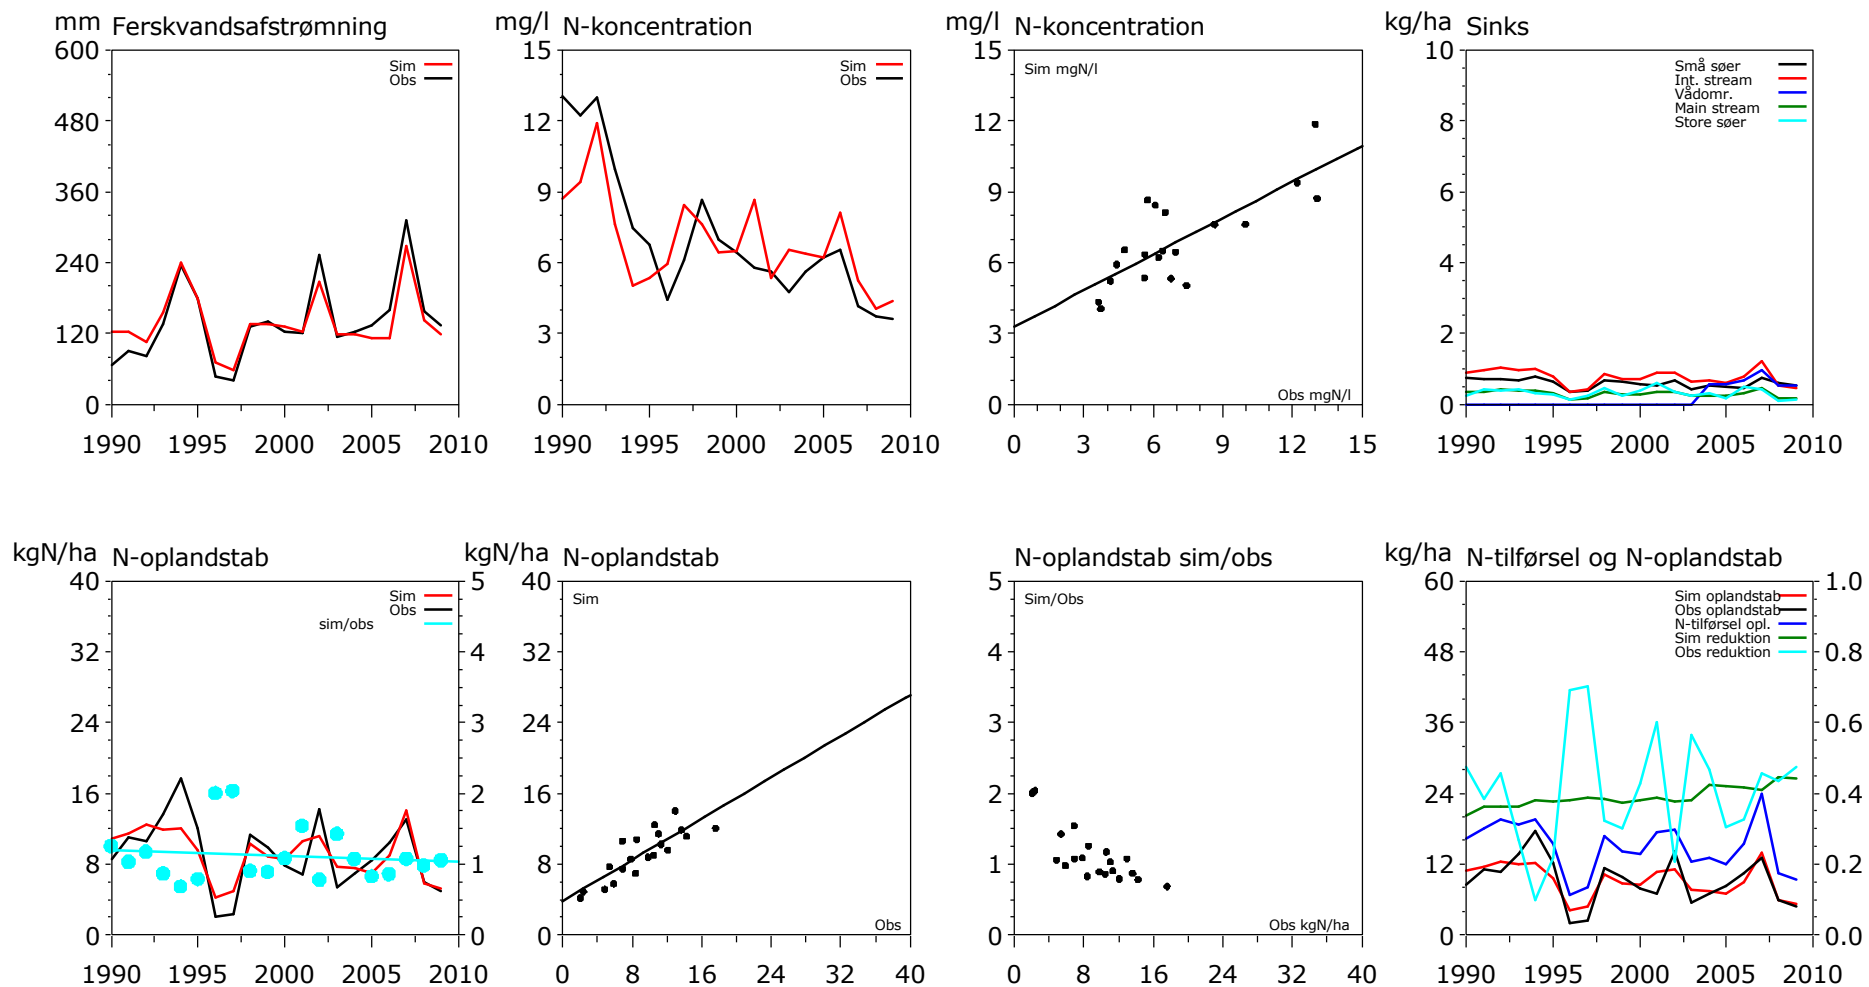 mm Ferskvandsafstrømning
600
480
360
240
120
0
Sim
Obs
1990 1995 2000 2005 2010
mg/l N-koncentration
15
12
9
6
3
0
Sim
Obs
1990 1995 2000 2005 2010
mg/l N-koncentration
15
12
9
6
3
0
Sim mgN/l
Obs mgN/l
0 3 6 9 12 15
kg/ha Sinks
10
8
6
4
2
0
Små søer
Int. stream
Vådomr.
Main stream
Store søer
1990 1995 2000 2005 2010
kgN/ha N-oplandstab
40
32
24
16
8
0
Sim
Obs
sim/obs
5
4
3
2
1
0
1990 1995 2000 2005 2010
kgN/ha N-oplandstab
40
32
24
16
8
0
Sim
Obs
0 8 16 24 32 40
N-oplandstab sim/obs
5
4
3
2
1
0
Sim/Obs
Obs kgN/ha
0 8 16 24 32 40
kg/ha N-tilførsel og N-oplandstab
60
48
36
24
12
0
Sim oplandstab
Obs oplandstab
N-tilførsel opl.
Sim reduktion
Obs reduktion
1.0
0.8
0.6
0.4
0.2
0.0
1990 1995 2000 2005 2010